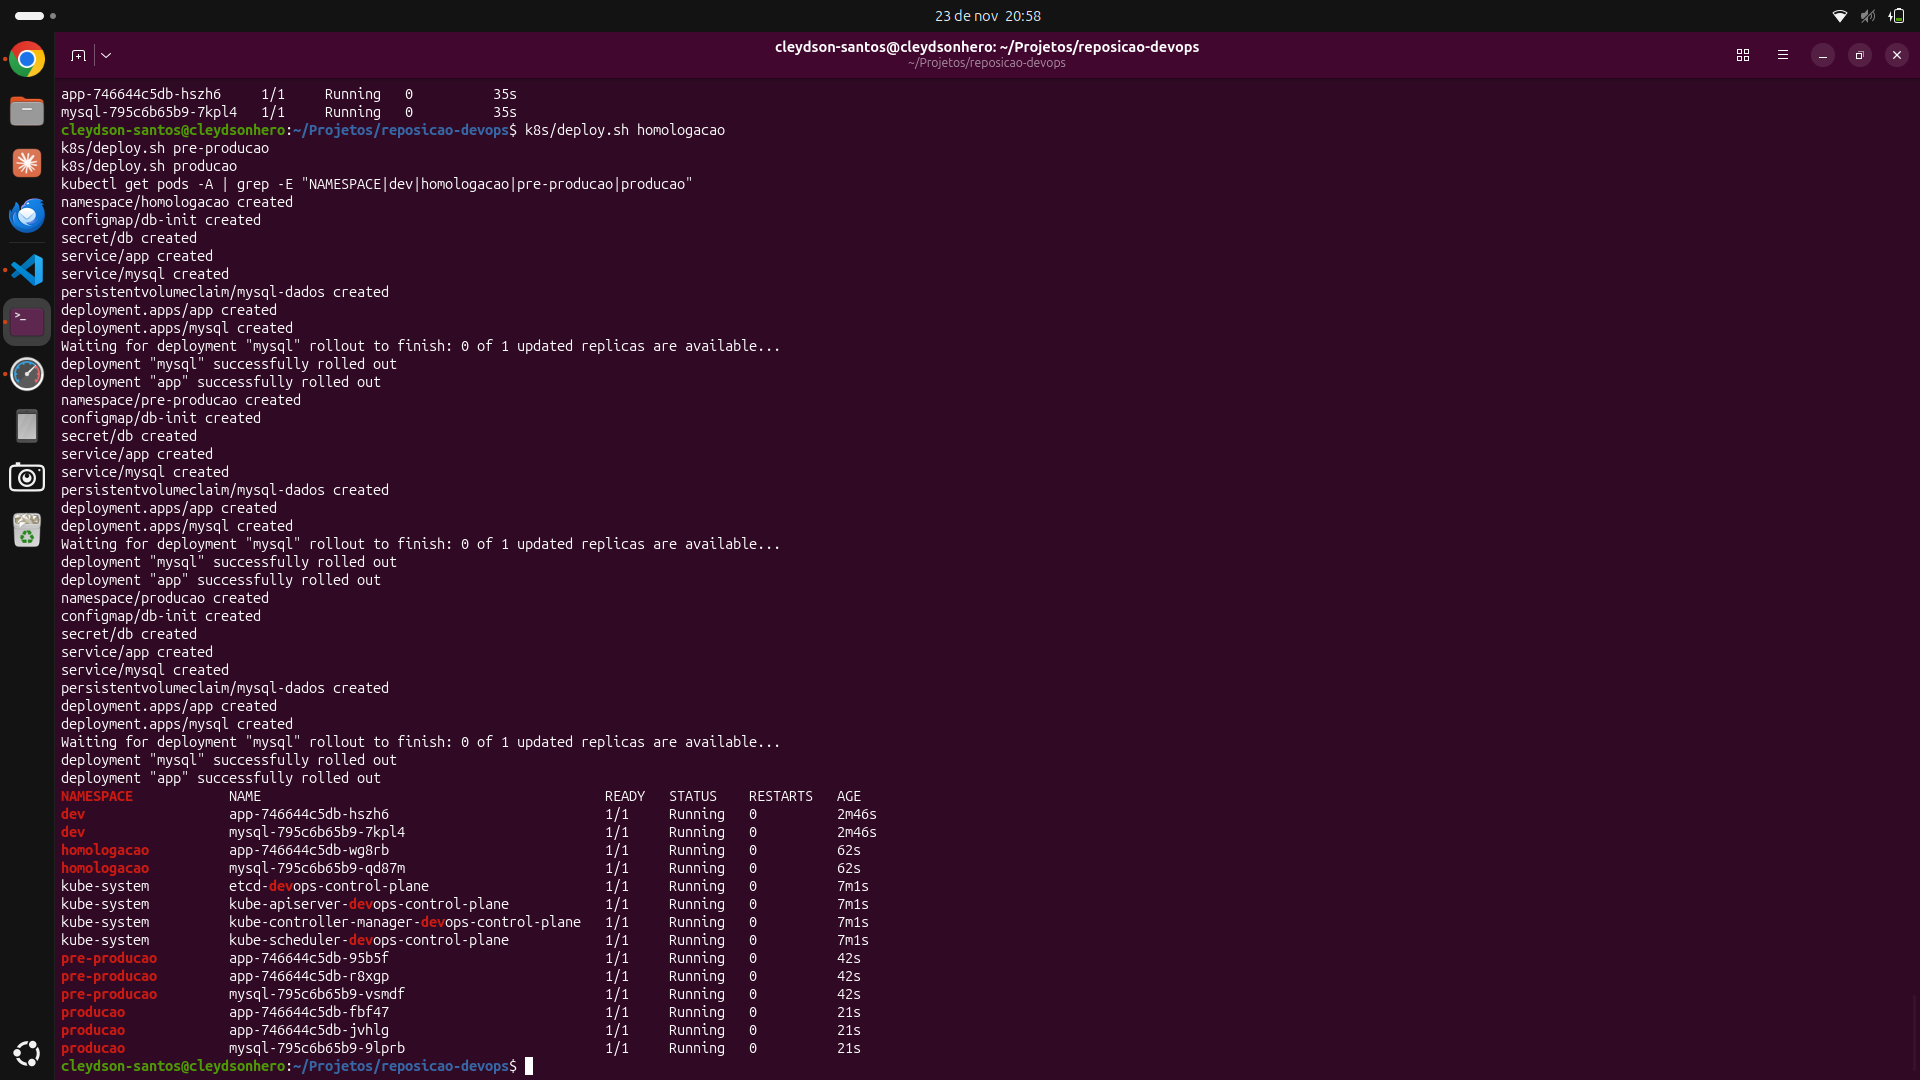 23 de nov  20:58
cleydson-santos@cleydsonhero: ~/Projetos/reposicao-devops
~/Projetos/reposicao-devops
app-746644c5db-hszh6     1/1     Running   0          35s
mysql-795c6b65b9-7kpl4   1/1     Running   0          35s
cleydson-santos@cleydsonhero:~/Projetos/reposicao-devops$ k8s/deploy.sh homologacao
k8s/deploy.sh pre-producao
k8s/deploy.sh producao
kubectl get pods -A | grep -E "NAMESPACE|dev|homologacao|pre-producao|producao"
namespace/homologacao created
configmap/db-init created
secret/db created
service/app created
service/mysql created
persistentvolumeclaim/mysql-dados created
deployment.apps/app created
deployment.apps/mysql created
Waiting for deployment "mysql" rollout to finish: 0 of 1 updated replicas are available...
deployment "mysql" successfully rolled out
deployment "app" successfully rolled out
namespace/pre-producao created
configmap/db-init created
secret/db created
service/app created
service/mysql created
persistentvolumeclaim/mysql-dados created
deployment.apps/app created
deployment.apps/mysql created
Waiting for deployment "mysql" rollout to finish: 0 of 1 updated replicas are available...
deployment "mysql" successfully rolled out
deployment "app" successfully rolled out
namespace/producao created
configmap/db-init created
secret/db created
service/app created
service/mysql created
persistentvolumeclaim/mysql-dados created
deployment.apps/app created
deployment.apps/mysql created
Waiting for deployment "mysql" rollout to finish: 0 of 1 updated replicas are available...
deployment "mysql" successfully rolled out
deployment "app" successfully rolled out
NAMESPACE            NAME                                           READY   STATUS    RESTARTS   AGE
dev                  app-746644c5db-hszh6                           1/1     Running   0          2m46s
dev                  mysql-795c6b65b9-7kpl4                         1/1     Running   0          2m46s
homologacao          app-746644c5db-wg8rb                           1/1     Running   0          62s
homologacao          mysql-795c6b65b9-qd87m                         1/1     Running   0          62s
kube-system          etcd-devops-control-plane                      1/1     Running   0          7m1s
kube-system          kube-apiserver-devops-control-plane            1/1     Running   0          7m1s
kube-system          kube-controller-manager-devops-control-plane   1/1     Running   0          7m1s
kube-system          kube-scheduler-devops-control-plane            1/1     Running   0          7m1s
pre-producao         app-746644c5db-95b5f                           1/1     Running   0          42s
pre-producao         app-746644c5db-r8xgp                           1/1     Running   0          42s
pre-producao         mysql-795c6b65b9-vsmdf                         1/1     Running   0          42s
producao             app-746644c5db-fbf47                           1/1     Running   0          21s
producao             app-746644c5db-jvhlg                           1/1     Running   0          21s
producao             mysql-795c6b65b9-9lprb                         1/1     Running   0          21s
cleydson-santos@cleydsonhero:~/Projetos/reposicao-devops$